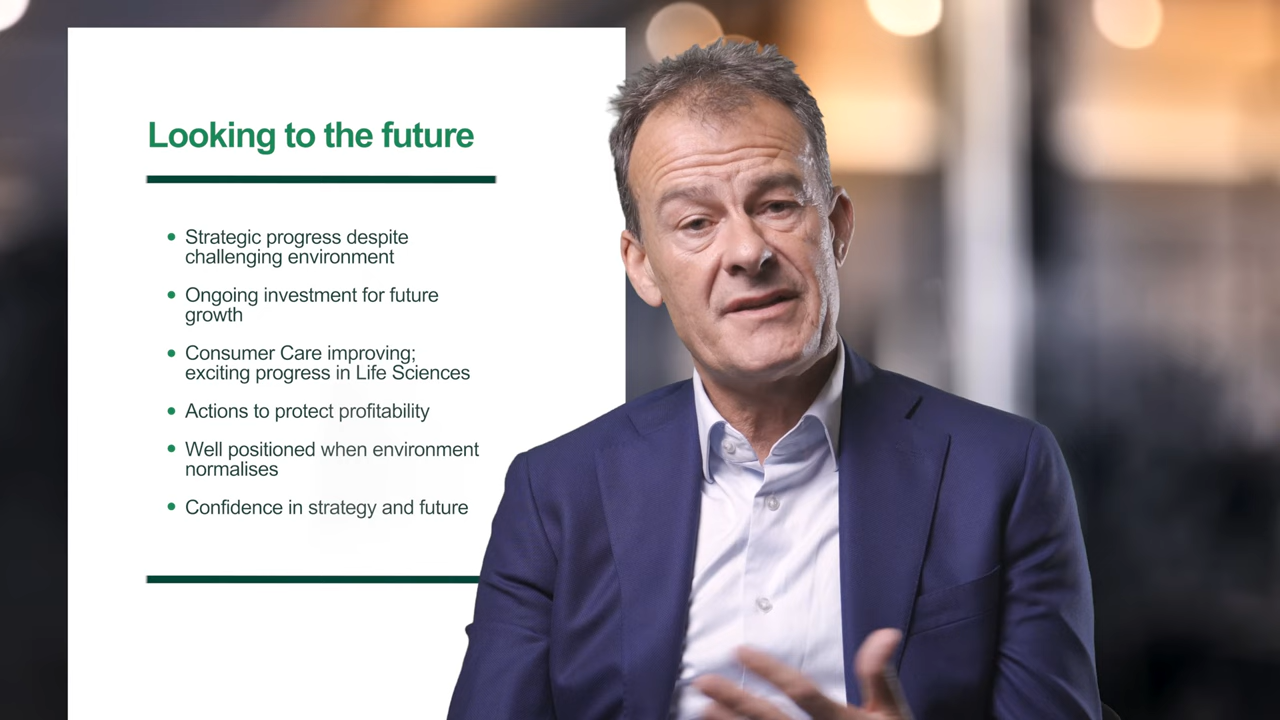 Looking to the future
• Strategic progress despite
challenging environment
• Ongoing investment for future
growth
• Consumer Care improving;
exciting progress in Life Sciences
• Actions to protect profitability
• Well positioned when environment
normalises
• Confidence in strategy and future